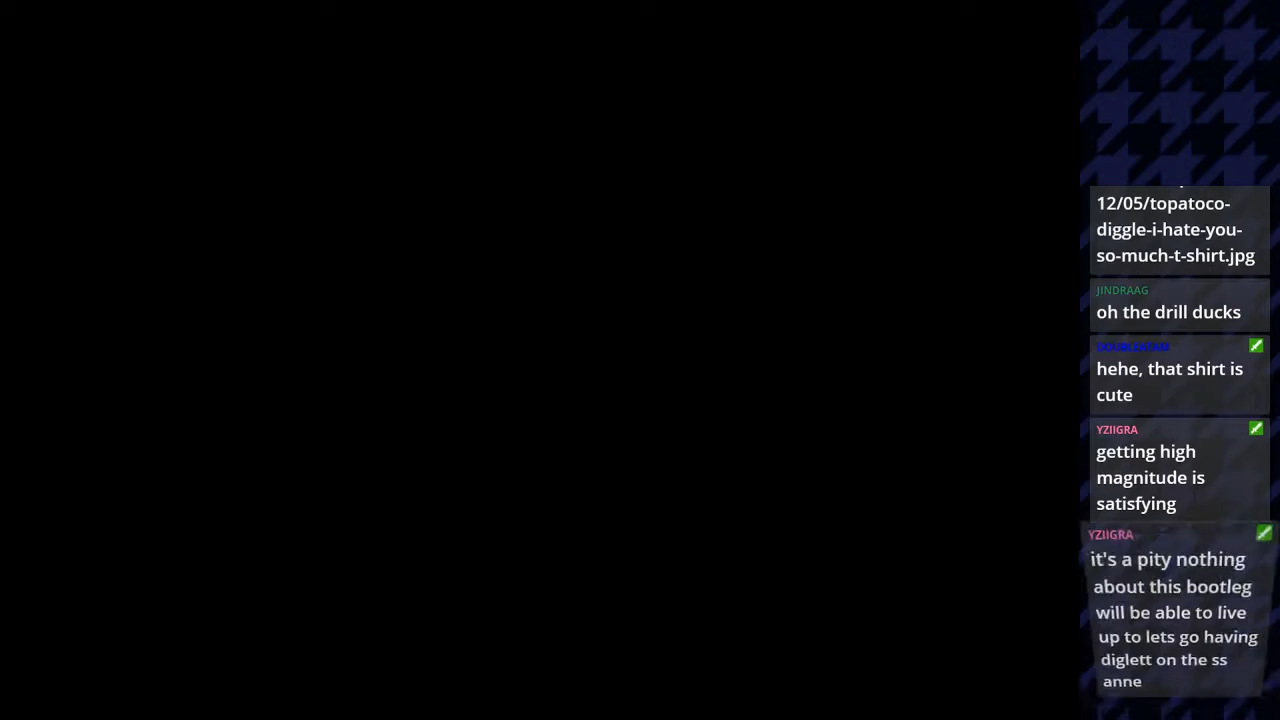 12/05/topatoco-
diggle-i-hate-you-
so-much-t-shirt.jpg
JINDRAAG
oh the drill ducks
hehe, that shirt is
cute
YZIIGRA
getting high
magnitude is
satisfying
YZIIGRA
it's a pity nothing
about this bootleg
will be able to live
up to lets go having
diglett on the ss
anne